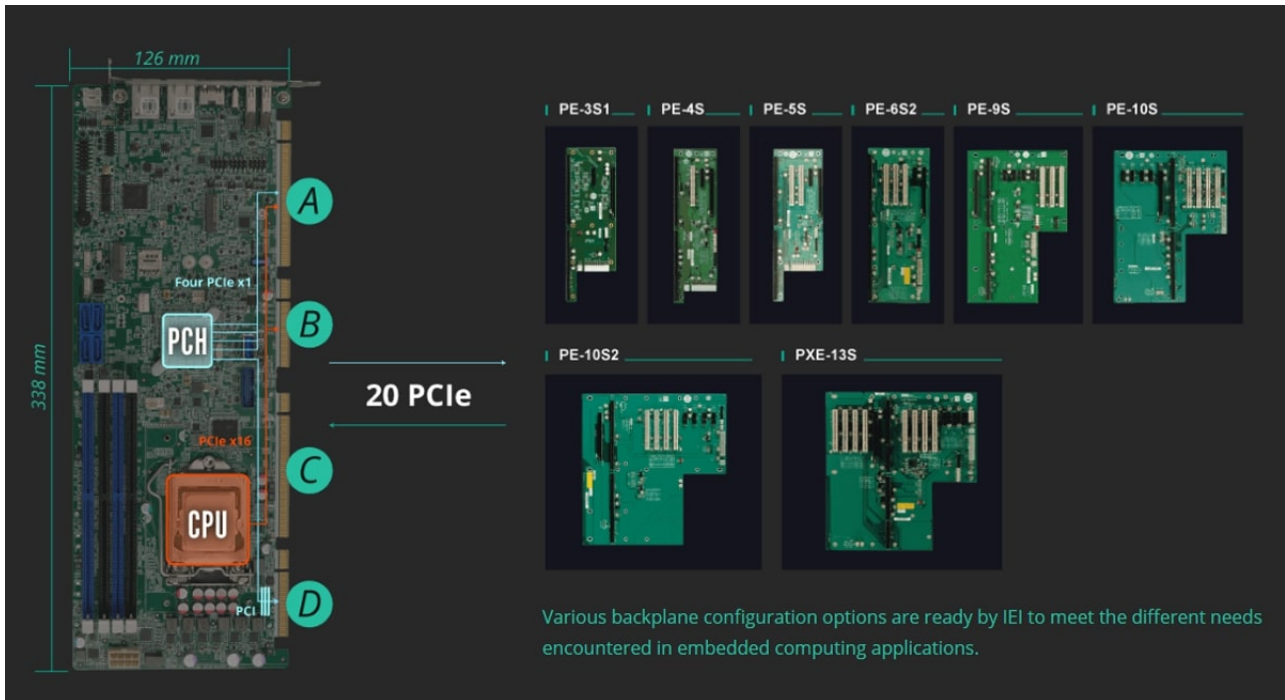 126 mm
338 mm
A
Four PCIe x1
B
PCH
PCIe x16
C
CPU
PCI
D
20 PCIe
PE-3S1
PE-4S
PE-5S
PE-6S2
PE-9S
PE-10S
PE-10S2
PXE-13S
Various backplane configuration options are ready by IEI to meet the different needs
encountered in embedded computing applications.